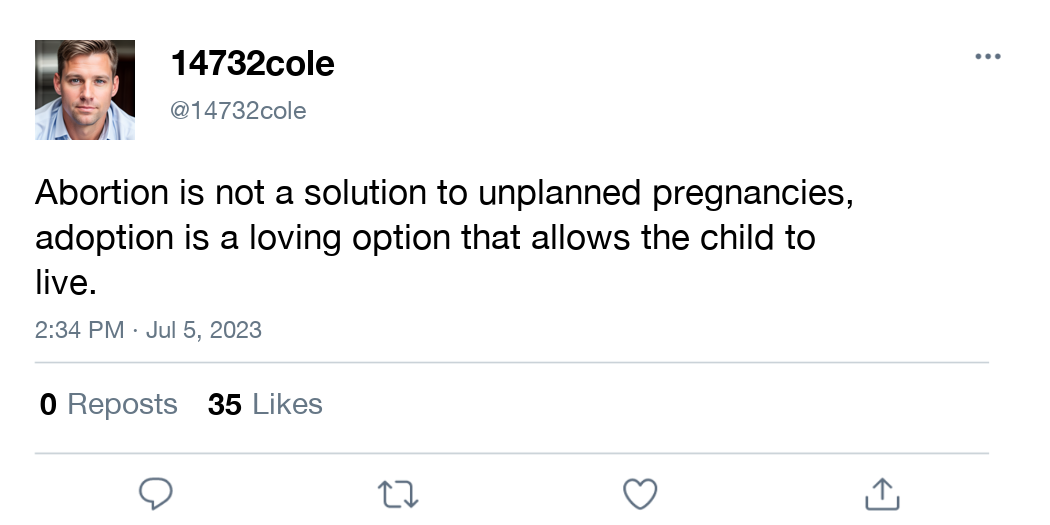 14732cole
@14732cole
Abortion is not a solution to unplanned pregnancies,
adoption is a loving option that allows the child to
live.
2:34 PM · Jul 5, 2023
0 Reposts 35 Likes